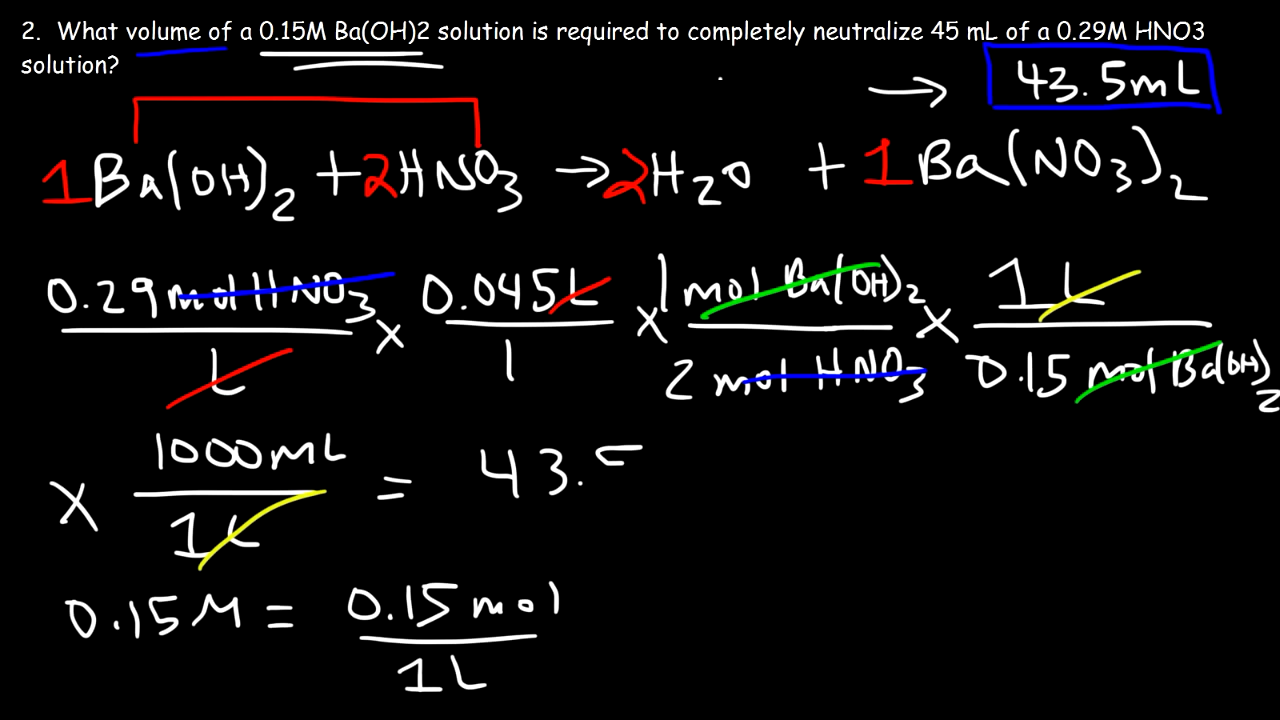 2. What volume of a 0.15M Ba(OH)2 solution is required to completely neutralize 45 mL of a 0.29M HNO3
solution?
→ 43.5mL
1Ba(OH)₂ + 2HNO₃ → 2H₂O + 1Ba(NO₃)₂
0.29 mol HNO₃ / L × 0.045L / 1 × 1 mol Ba(OH)₂ / 2 mol HNO₃ × 1L / 0.15 mol Ba(OH)₂
× 1000mL / 1L = 43.5
0.15M = 0.15 mol / 1L